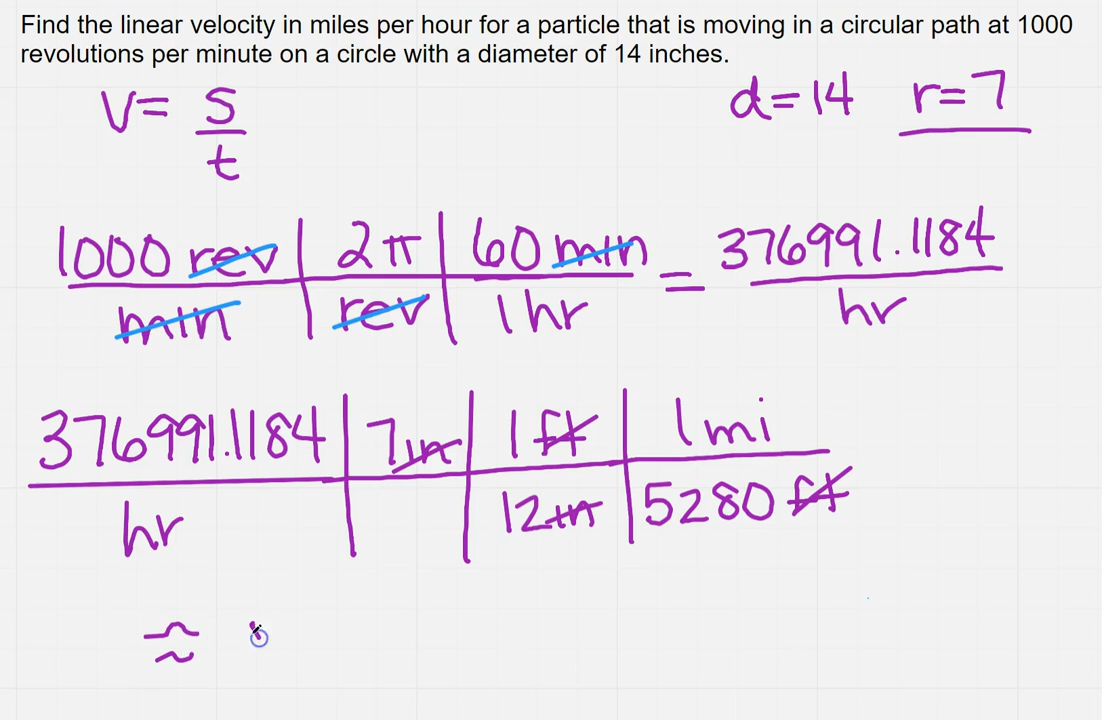 Find the linear velocity in miles per hour for a particle that is moving in a circular path at 1000
revolutions per minute on a circle with a diameter of 14 inches.
V = s/t d = 14 r = 7
1000 rev/min | 2π/rev | 60 min/1 hr = 376991.1184/hr
376991.1184/hr | 7 in | 1 ft/12 in | 1 mi/5280 ft
≈